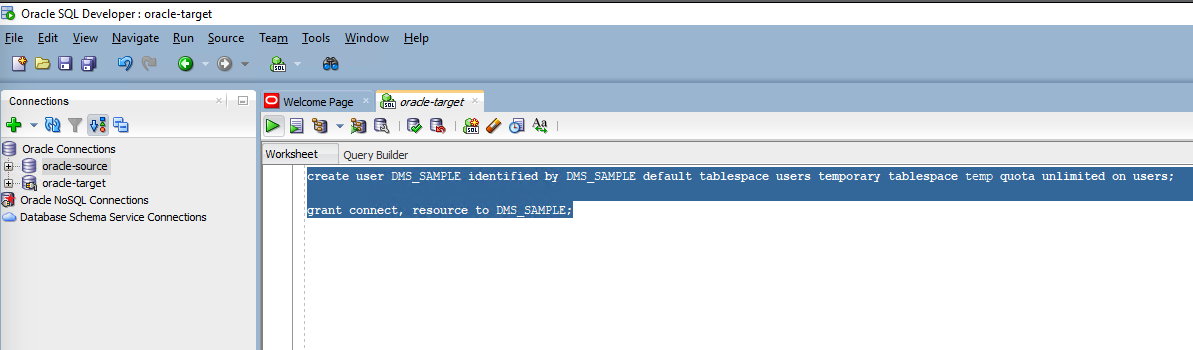 Oracle SQL Developer : oracle-target
File Edit View Navigate Run Source Team Tools Window Help
Connections
Oracle Connections
oracle-source
oracle-target
Oracle NoSQL Connections
Database Schema Service Connections
Welcome Page
oracle-target
Worksheet Query Builder
create user DMS_SAMPLE identified by DMS_SAMPLE default tablespace users temporary tablespace temp quota unlimited on users;
grant connect, resource to DMS_SAMPLE;